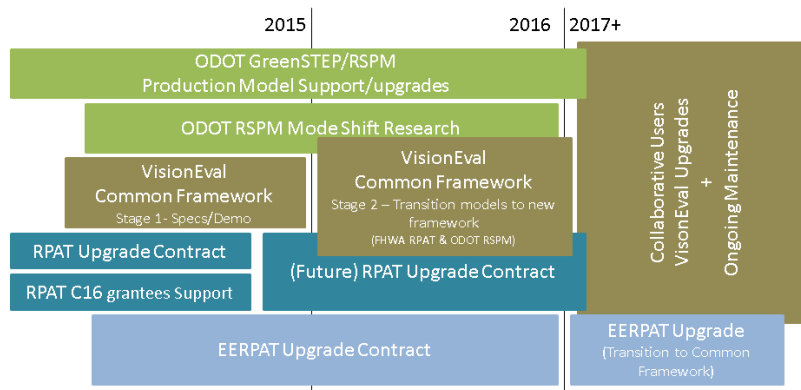 2015
2016
2017+
ODOT GreenSTEP/RSPM
Production Model Support/upgrades
ODOT RSPM Mode Shift Research
VisionEval
Common Framework
Stage 1- Specs/Demo
VisionEval
Common Framework
Stage 2 – Transition models to new
framework
(FHWA RPAT & ODOT RSPM)
Collaborative Users
VisonEval Upgrades
+
Ongoing Maintenance
RPAT Upgrade Contract
RPAT C16 grantees Support
(Future) RPAT Upgrade Contract
EERPAT Upgrade Contract
EERPAT Upgrade
(Transition to Common
Framework)